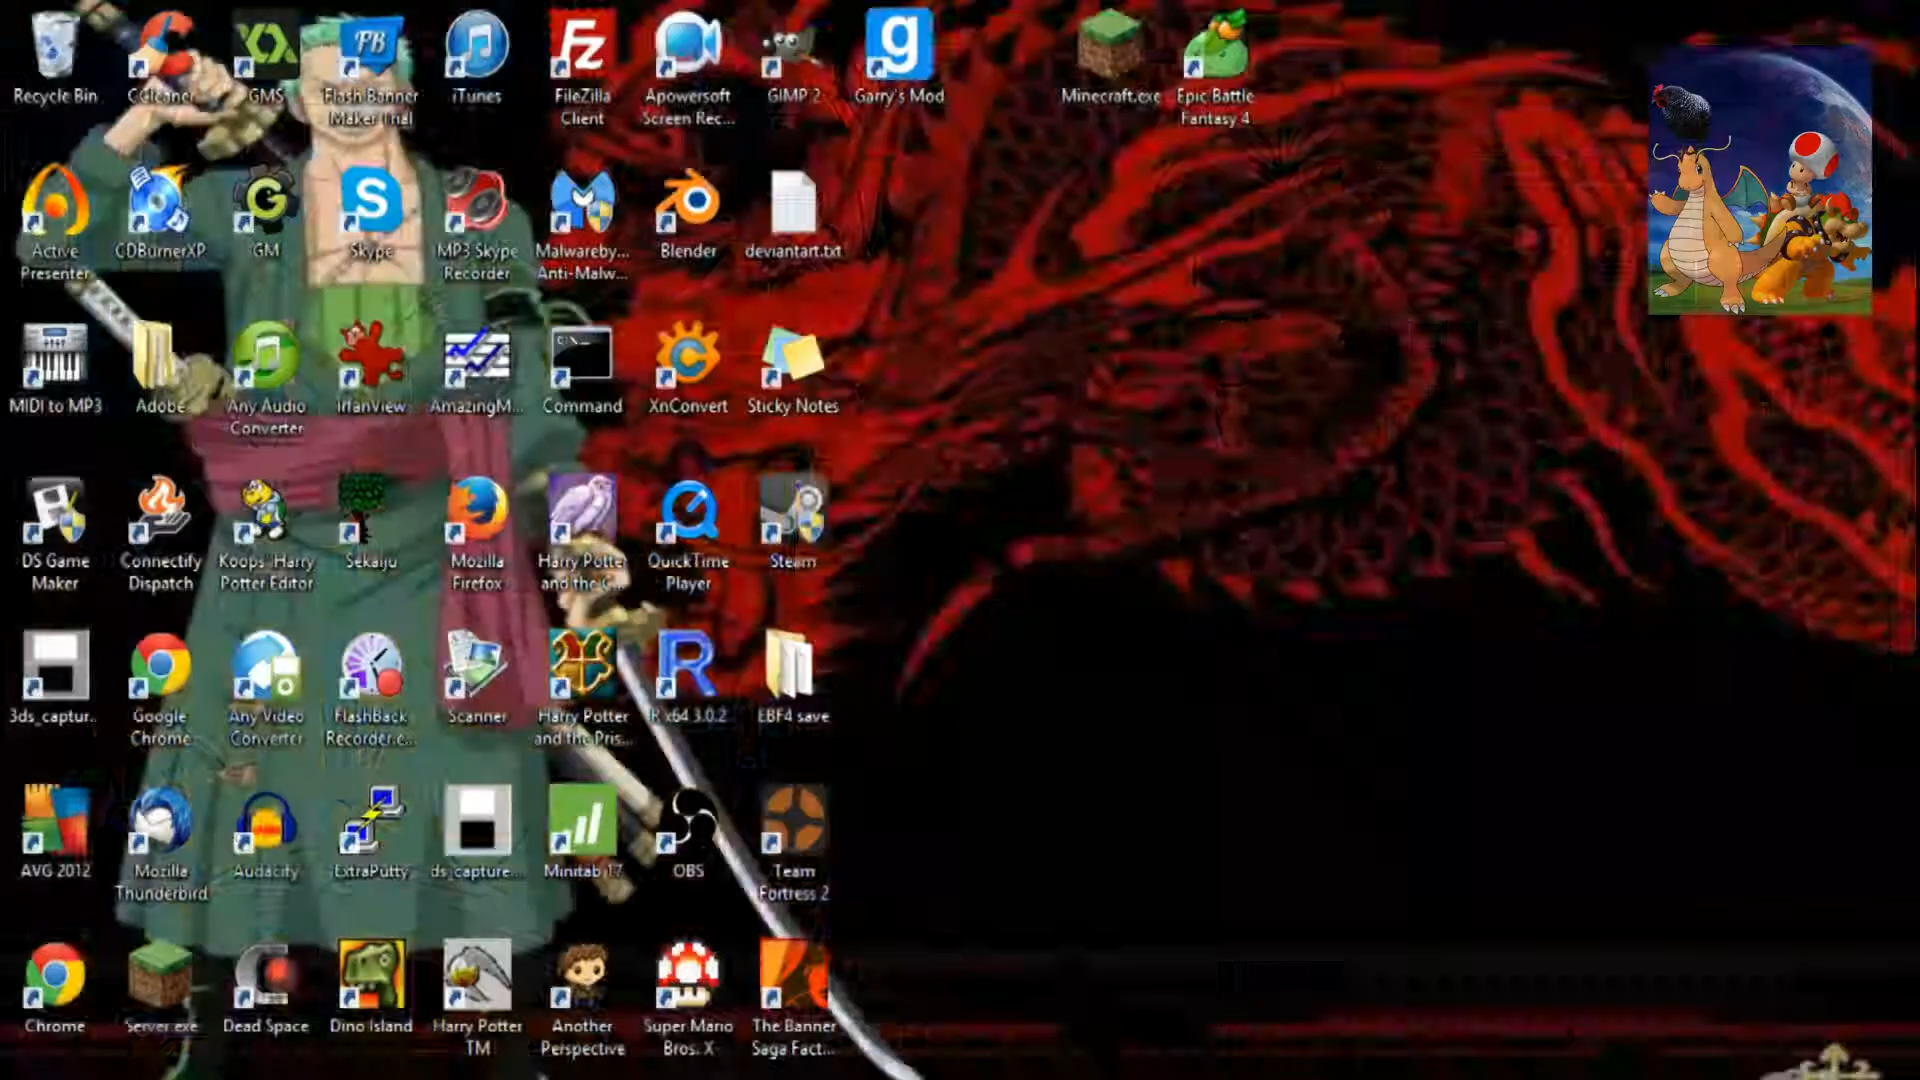 Recycle Bin
CCleaner
GMS
Flash Banner
Maker Trial
iTunes
FileZilla
Client
Apowersoft
Screen Rec...
GIMP 2
Garry's Mod
Minecraft.exe
Epic Battle
Fantasy 4
Active
Presenter
CDBurnerXP
GM
Skype
MP3 Skype
Recorder
Malwareby...
Anti-Malw...
Blender
deviantart.txt
MIDI to MP3
Adobe
Any Audio
Converter
IrfanView
AmazingM...
Command
XnConvert
Sticky Notes
DS Game
Maker
Connectify
Dispatch
Koops' Harry
Potter Editor
Sekaiju
Mozilla
Firefox
Harry Potter
and the C...
QuickTime
Player
Steam
3ds_captur...
Google
Chrome
Any Video
Converter
FlashBack
Recorder.e...
Scanner
Harry Potter
and the Pris...
R x64 3.0.2
EBF4 save
AVG 2012
Mozilla
Thunderbird
Audacity
ExtraPutty
ds_capture...
Minitab 17
OBS
Team
Fortress 2
Chrome
Server.exe
Dead Space
Dino Island
Harry Potter
TM
Another
Perspective
Super Mario
Bros. X
The Banner
Saga Fact...